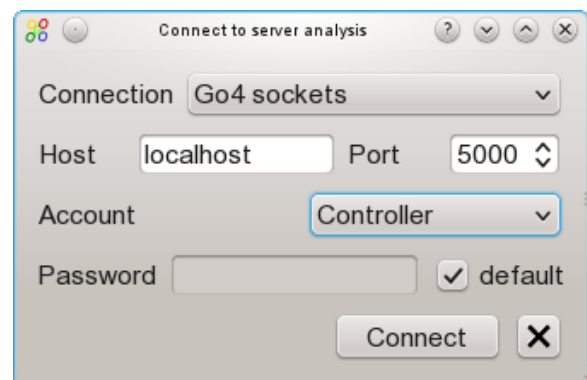 Connect to server analysis
Connection Go4 sockets
Host localhost Port 5000
Account Controller
Password default
Connect